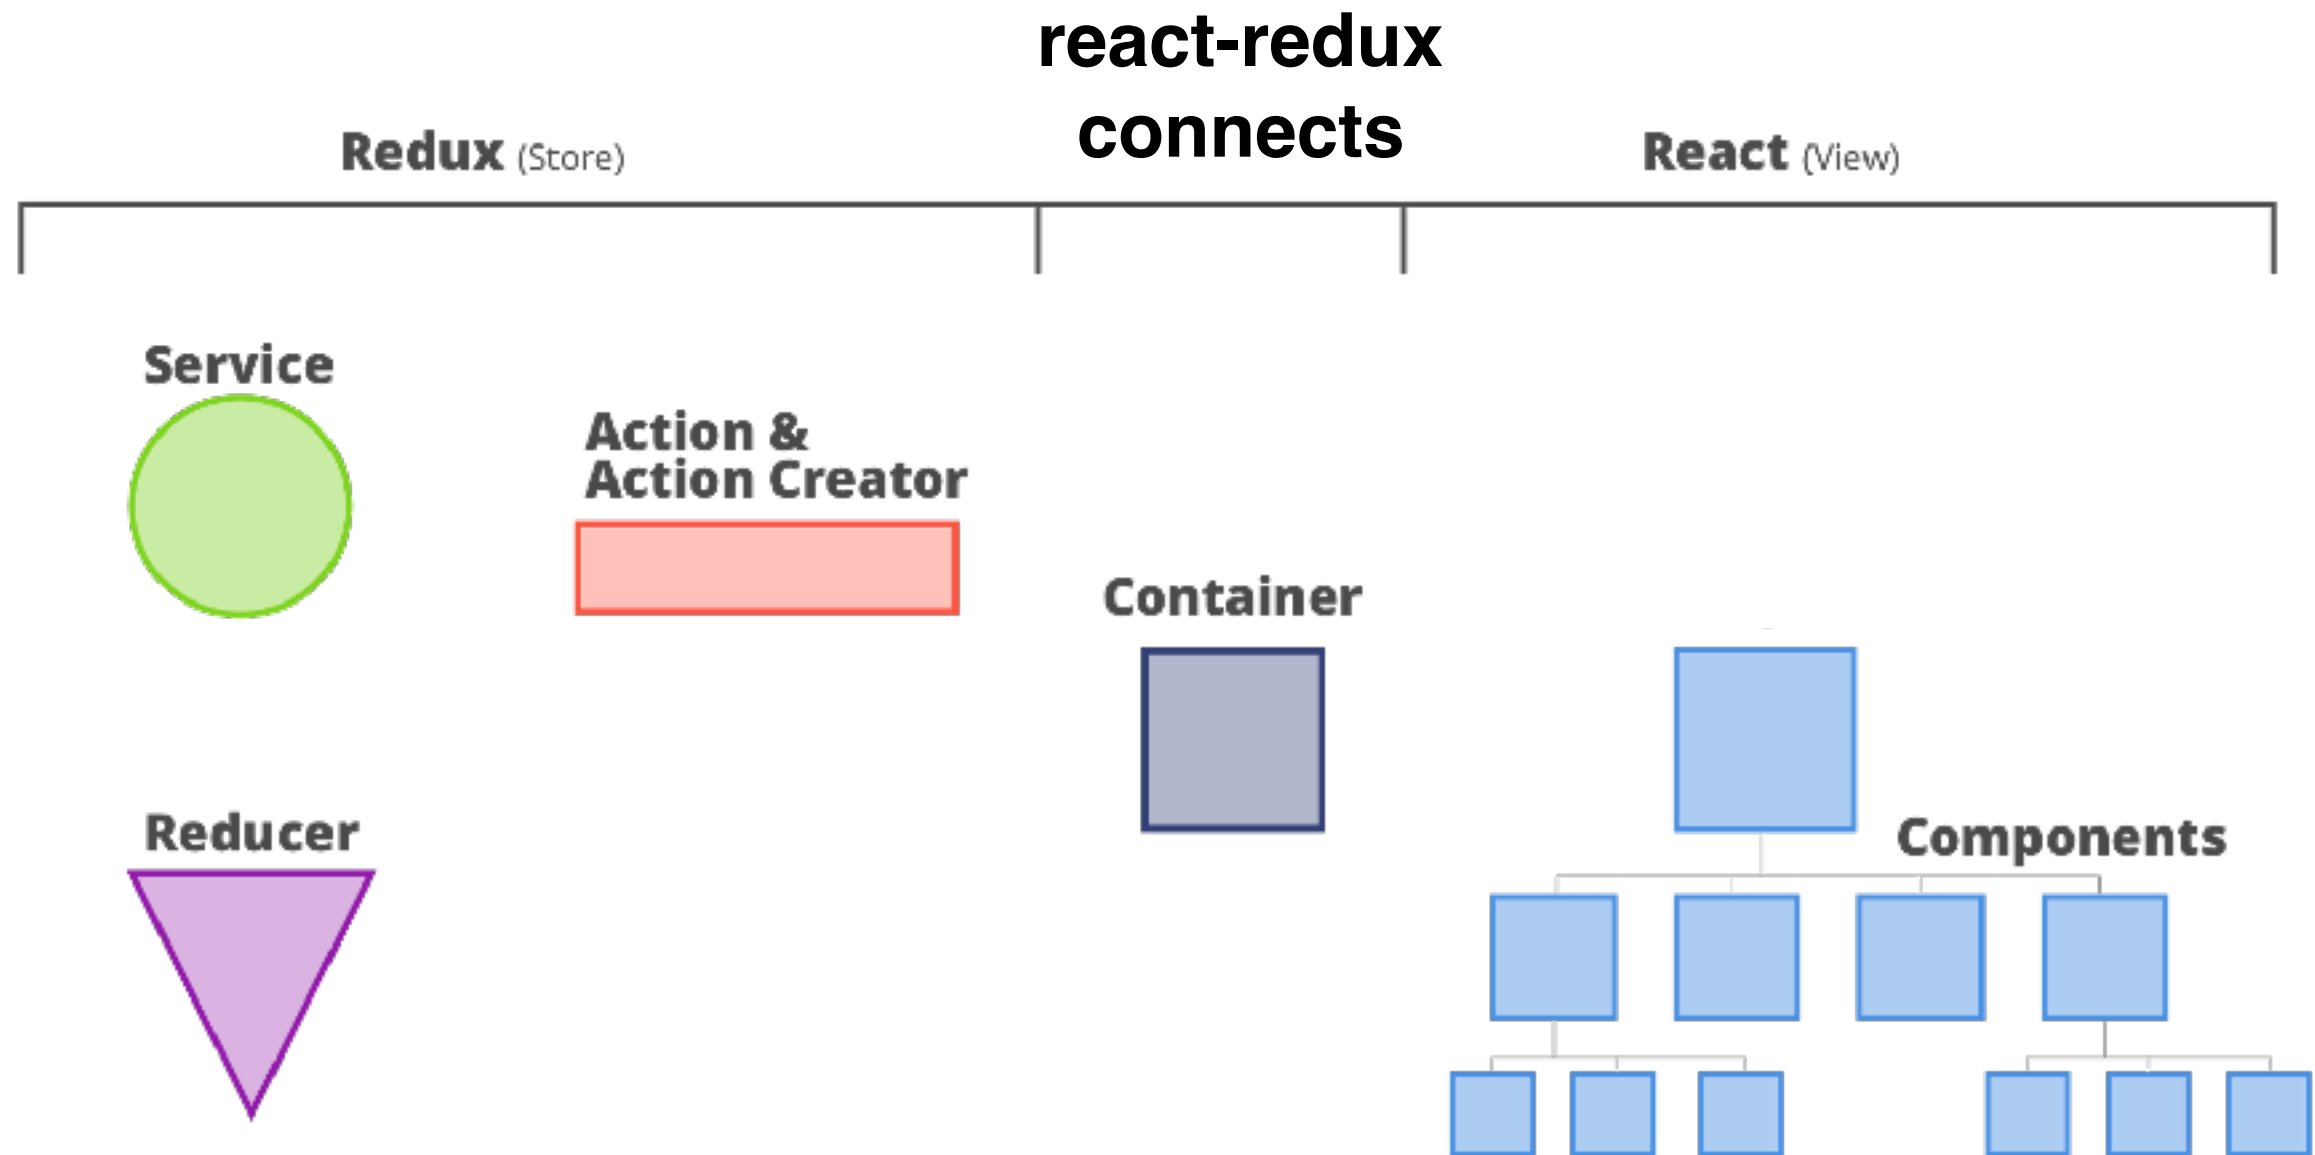 react-redux
connects
Redux (Store)
React (View)
Service
Action &
Action Creator
Container
Reducer
Components